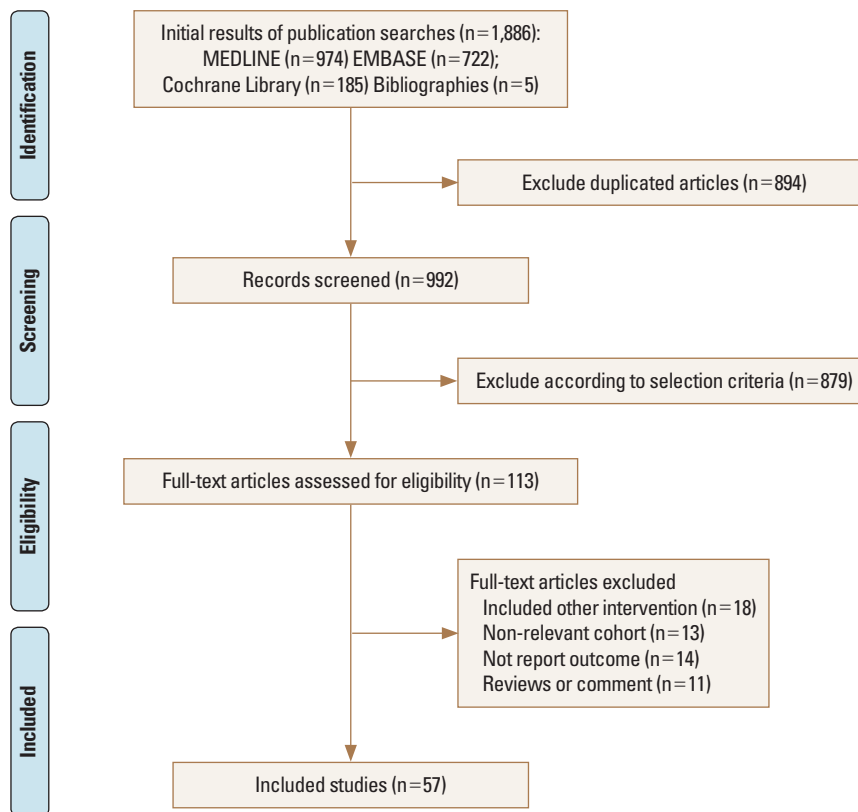 Identification
Initial results of publication searches (n=1,886):
MEDLINE (n=974) EMBASE (n=722);
Cochrane Library (n=185) Bibliographies (n=5)
Exclude duplicated articles (n=894)
Screening
Records screened (n=992)
Exclude according to selection criteria (n=879)
Eligibility
Full-text articles assessed for eligibility (n=113)
Full-text articles excluded
Included other intervention (n=18)
Non-relevant cohort (n=13)
Not report outcome (n=14)
Reviews or comment (n=11)
Included
Included studies (n=57)